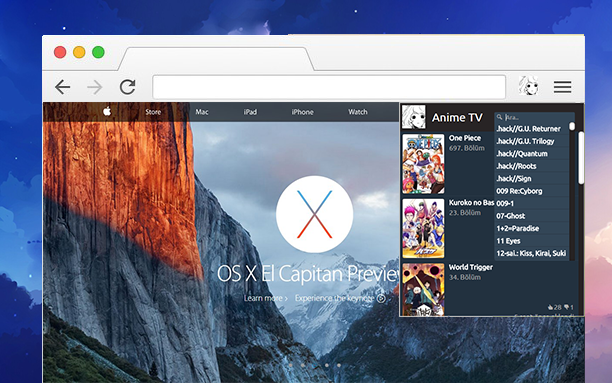 Store
Mac
iPad
iPhone
Watch
Anime TV
Ara..
.hack//G.U. Returner
.hack//G.U. Trilogy
.hack//Quantum
.hack//Roots
.hack//Sign
009 Re:Cyborg
009-1
07-Ghost
1+2=Paradise
11 Eyes
12-sai.: Kiss, Kirai, Suki
One Piece
697. Bölüm
Kuroko no Bas
23. Bölüm
World Trigger
34. Bölüm
28
1
OS X El Capitan Preview
Learn more >
Experience the keynote